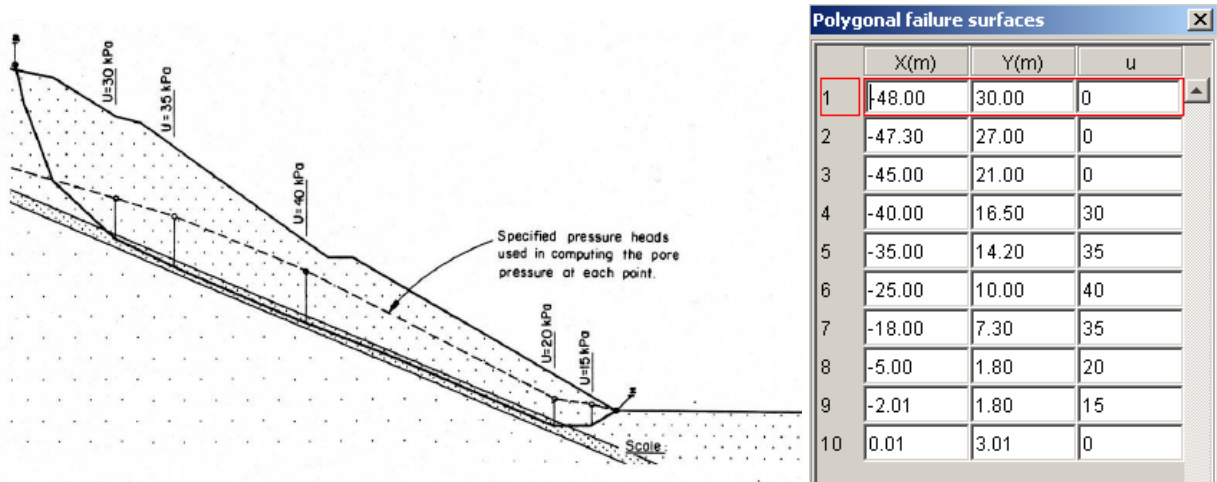 U=30 kPa
U=35 kPa
U=40 kPa
Specified pressure heads
used in computing the pore
pressure at each point.
U=20 kPa
U=15 kPa
Scale
Polygonal failure surfaces
X(m) Y(m) u
1 -48.00 30.00 0
2 -47.30 27.00 0
3 -45.00 21.00 0
4 -40.00 16.50 30
5 -35.00 14.20 35
6 -25.00 10.00 40
7 -18.00 7.30 35
8 -5.00 1.80 20
9 -2.01 1.80 15
10 0.01 3.01 0